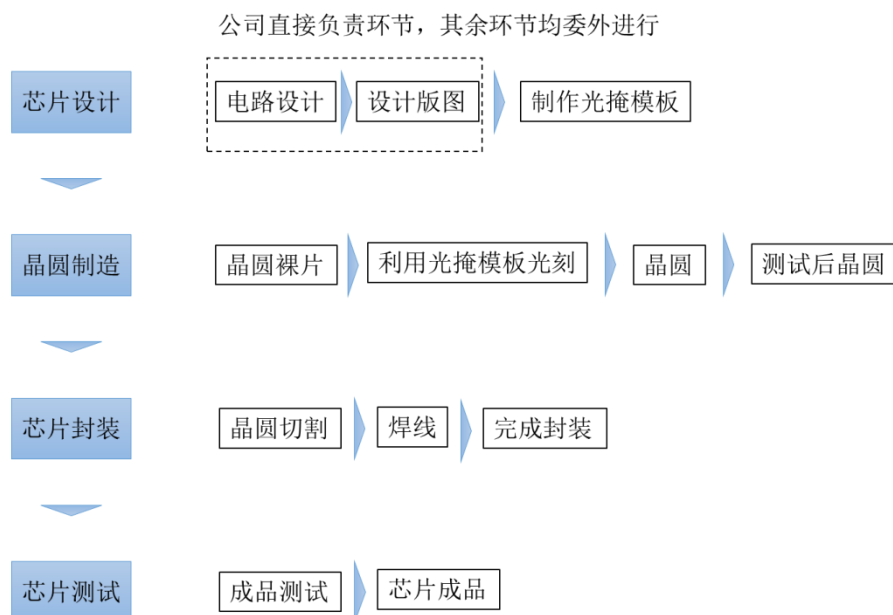 公司直接负责环节，其余环节均委外进行
芯片设计 电路设计 设计版图 制作光掩模板
晶圆制造 晶圆裸片 利用光掩模板光刻 晶圆 测试后晶圆
芯片封装 晶圆切割 焊线 完成封装
芯片测试 成品测试 芯片成品